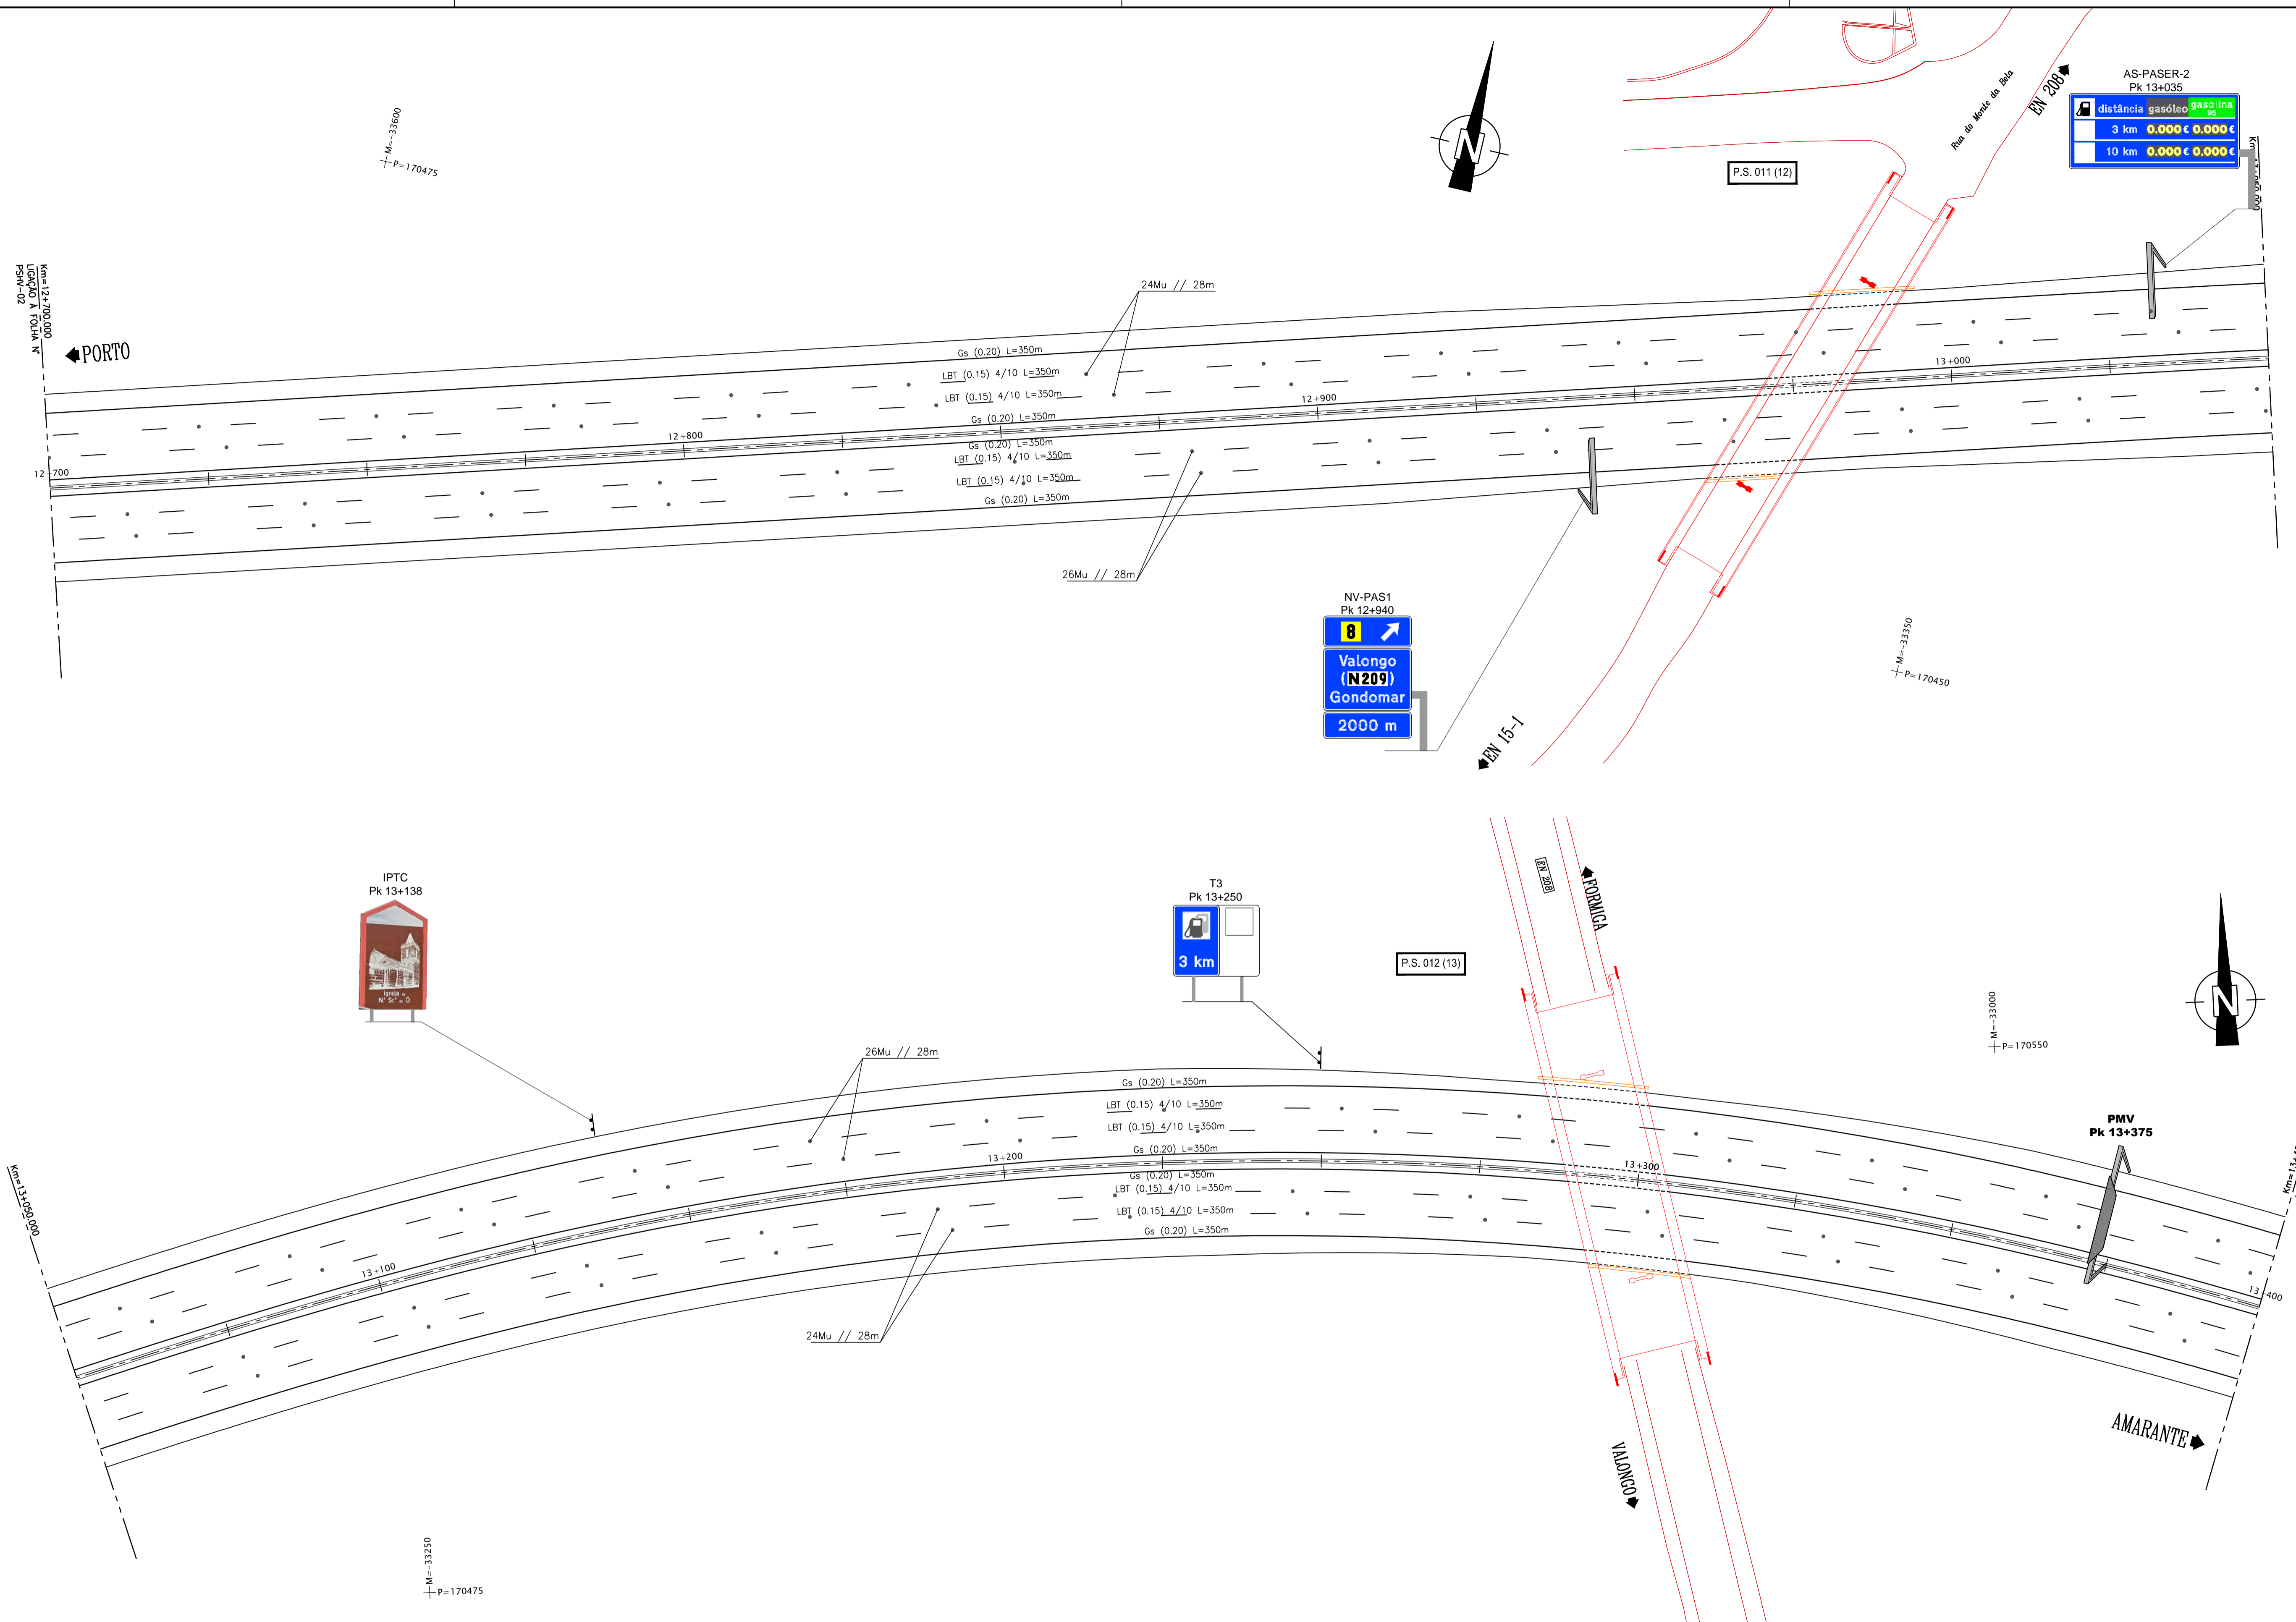 M=-33600
P=170475
Km=12+700.000
LIGAÇÃO À FOLHA Nº
PSHV-02
PORTO
N
P.S. 011 (12)
Rua do Monte da Bela
EN 208
AS-PASER-2
Pk 13+035
distância gasóleo gasolina
95
3 km 0.000 € 0.000 €
10 km 0.000 € 0.000 €
24Mu // 28m
Gs (0.20) L=350m
LBT (0.15) 4/10 L=350m
LBT (0.15) 4/10 L=350m
Gs (0.20) L=350m
Gs (0.20) L=350m
LBT (0.15) 4/10 L=350m
LBT (0.15) 4/10 L=350m
Gs (0.20) L=350m
12+700
12+800
12+900
13+000
26Mu // 28m
NV-PAS1
Pk 12+940
8
Valongo
(N209)
Gondomar
2000 m
EN 15-1
M=-33350
P=170450
IPTC
Pk 13+138
Igreja de
Nª Srª do Ó
T3
Pk 13+250
3 km
EN 208
FORMIGA
P.S. 012 (13)
N
M=-33000
P=170550
PMV
Pk 13+375
Km=13+050.000
26Mu // 28m
Gs (0.20) L=350m
LBT (0.15) 4/10 L=350m
LBT (0.15) 4/10 L=350m
Gs (0.20) L=350m
Gs (0.20) L=350m
LBT (0.15) 4/10 L=350m
LBT (0.15) 4/10 L=350m
Gs (0.20) L=350m
13+100
13+200
13+300
13+400
24Mu // 28m
AMARANTE
VALONGO
M=-33250
P=170475